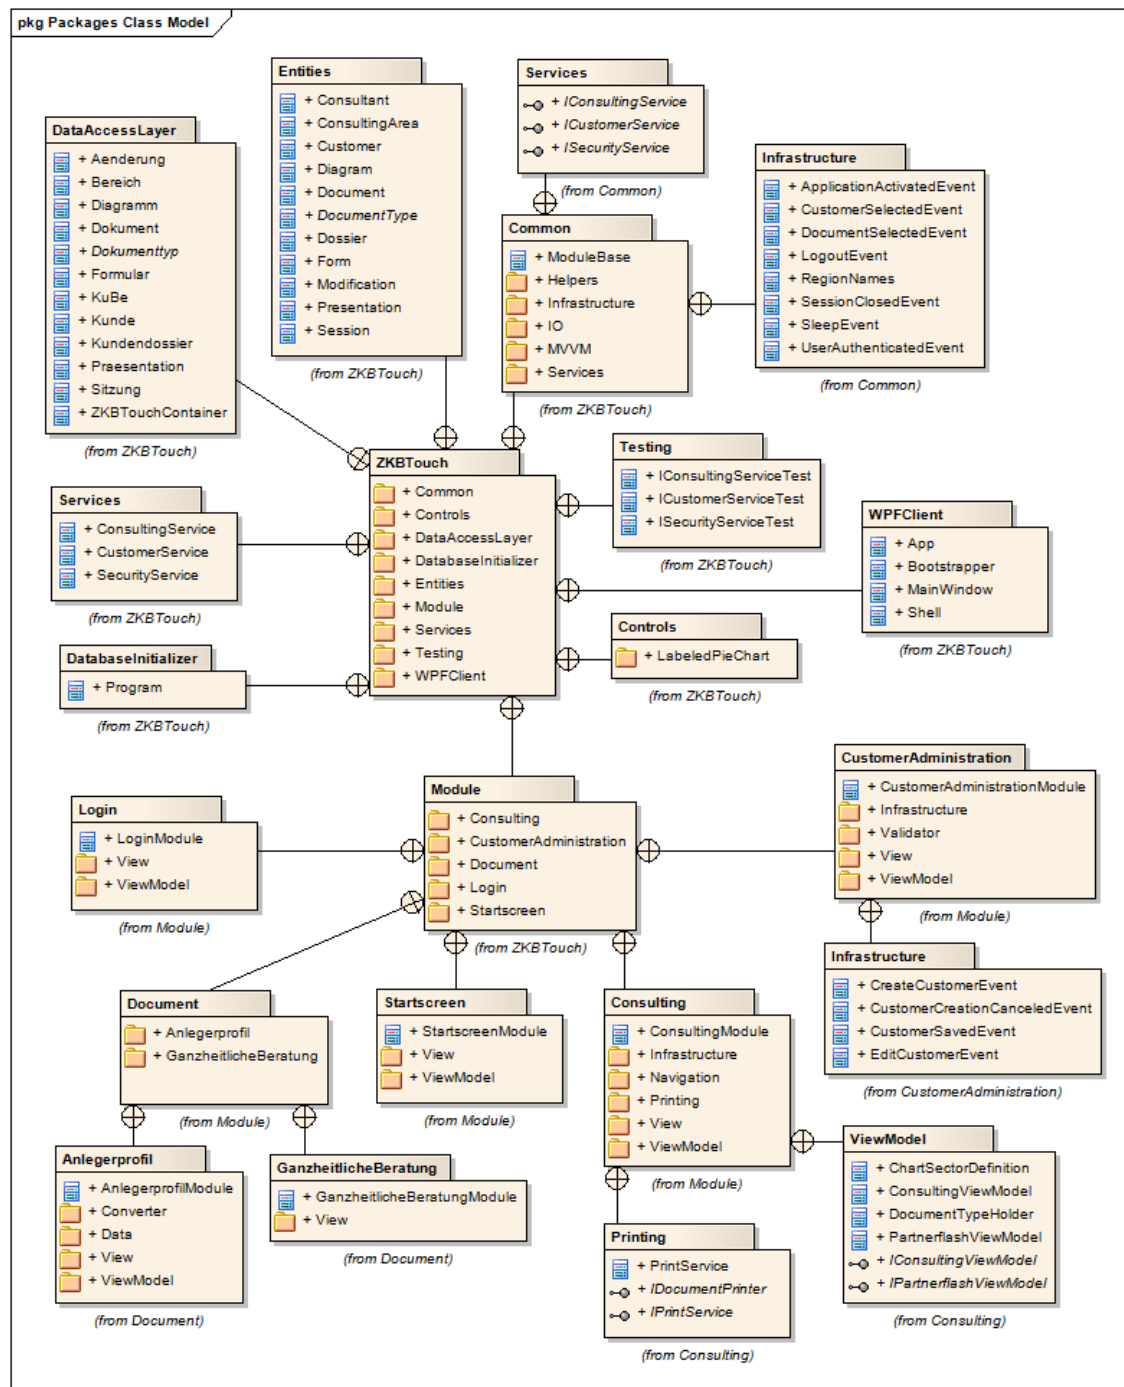 pkg Packages Class Model
Entities
+ Consultant
+ ConsultingArea
+ Customer
+ Diagram
+ Document
+ DocumentType
+ Dossier
+ Form
+ Modification
+ Presentation
+ Session
(from ZKBTouch)
Services
+ IConsultingService
+ ICustomerService
+ ISecurityService
(from Common)
DataAccessLayer
+ Aenderung
+ Bereich
+ Diagramm
+ Dokument
+ Dokumenttyp
+ Formular
+ KuBe
+ Kunde
+ Kundendossier
+ Praesentation
+ Sitzung
+ ZKBTouchContainer
(from ZKBTouch)
Infrastructure
+ ApplicationActivatedEvent
+ CustomerSelectedEvent
+ DocumentSelectedEvent
+ LogoutEvent
+ RegionNames
+ SessionClosedEvent
+ SleepEvent
+ UserAuthenticatedEvent
(from Common)
Common
+ ModuleBase
+ Helpers
+ Infrastructure
+ IO
+ MVVM
+ Services
(from ZKBTouch)
ZKBTouch
+ Common
+ Controls
+ DataAccessLayer
+ DatabaseInitializer
+ Entities
+ Module
+ Services
+ Testing
+ WPFClient
Testing
+ IConsultingServiceTest
+ ICustomerServiceTest
+ ISecurityServiceTest
(from ZKBTouch)
Services
+ ConsultingService
+ CustomerService
+ SecurityService
(from ZKBTouch)
WPFClient
+ App
+ Bootstrapper
+ MainWindow
+ Shell
(from ZKBTouch)
Controls
+ LabeledPieChart
(from ZKBTouch)
DatabaseInitializer
+ Program
(from ZKBTouch)
CustomerAdministration
+ CustomerAdministrationModule
+ Infrastructure
+ Validator
+ View
+ ViewModel
(from Module)
Module
+ Consulting
+ CustomerAdministration
+ Document
+ Login
+ Startscreen
(from ZKBTouch)
Login
+ LoginModule
+ View
+ ViewModel
(from Module)
Infrastructure
+ CreateCustomerEvent
+ CustomerCreationCanceledEvent
+ CustomerSavedEvent
+ EditCustomerEvent
(from CustomerAdministration)
Document
+ Anlegerprofil
+ GanzheitlicheBeratung
(from Module)
Startscreen
+ StartscreenModule
+ View
+ ViewModel
(from Module)
Consulting
+ ConsultingModule
+ Infrastructure
+ Navigation
+ Printing
+ View
+ ViewModel
(from Module)
ViewModel
+ ChartSectorDefinition
+ ConsultingViewModel
+ DocumentTypeHolder
+ PartnerflashViewModel
+ IConsultingViewModel
+ IPartnerflashViewModel
(from Consulting)
Anlegerprofil
+ AnlegerprofilModule
+ Converter
+ Data
+ View
+ ViewModel
(from Document)
GanzheitlicheBeratung
+ GanzheitlicheBeratungModule
+ View
(from Document)
Printing
+ PrintService
+ IDocumentPrinter
+ IPrintService
(from Consulting)